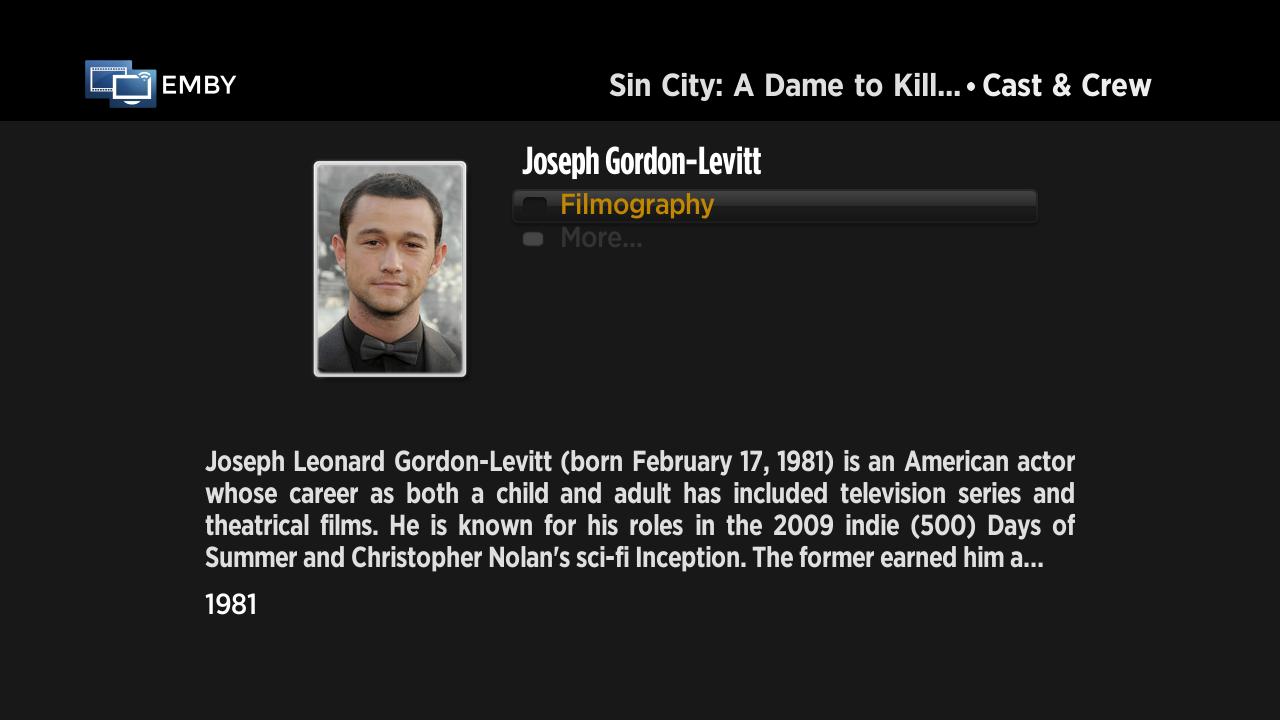 EMBY
Sin City: A Dame to Kill... • Cast & Crew
Joseph Gordon-Levitt
Filmography
More...
Joseph Leonard Gordon-Levitt (born February 17, 1981) is an American actor
whose career as both a child and adult has included television series and
theatrical films. He is known for his roles in the 2009 indie (500) Days of
Summer and Christopher Nolan's sci-fi Inception. The former earned him a...
1981